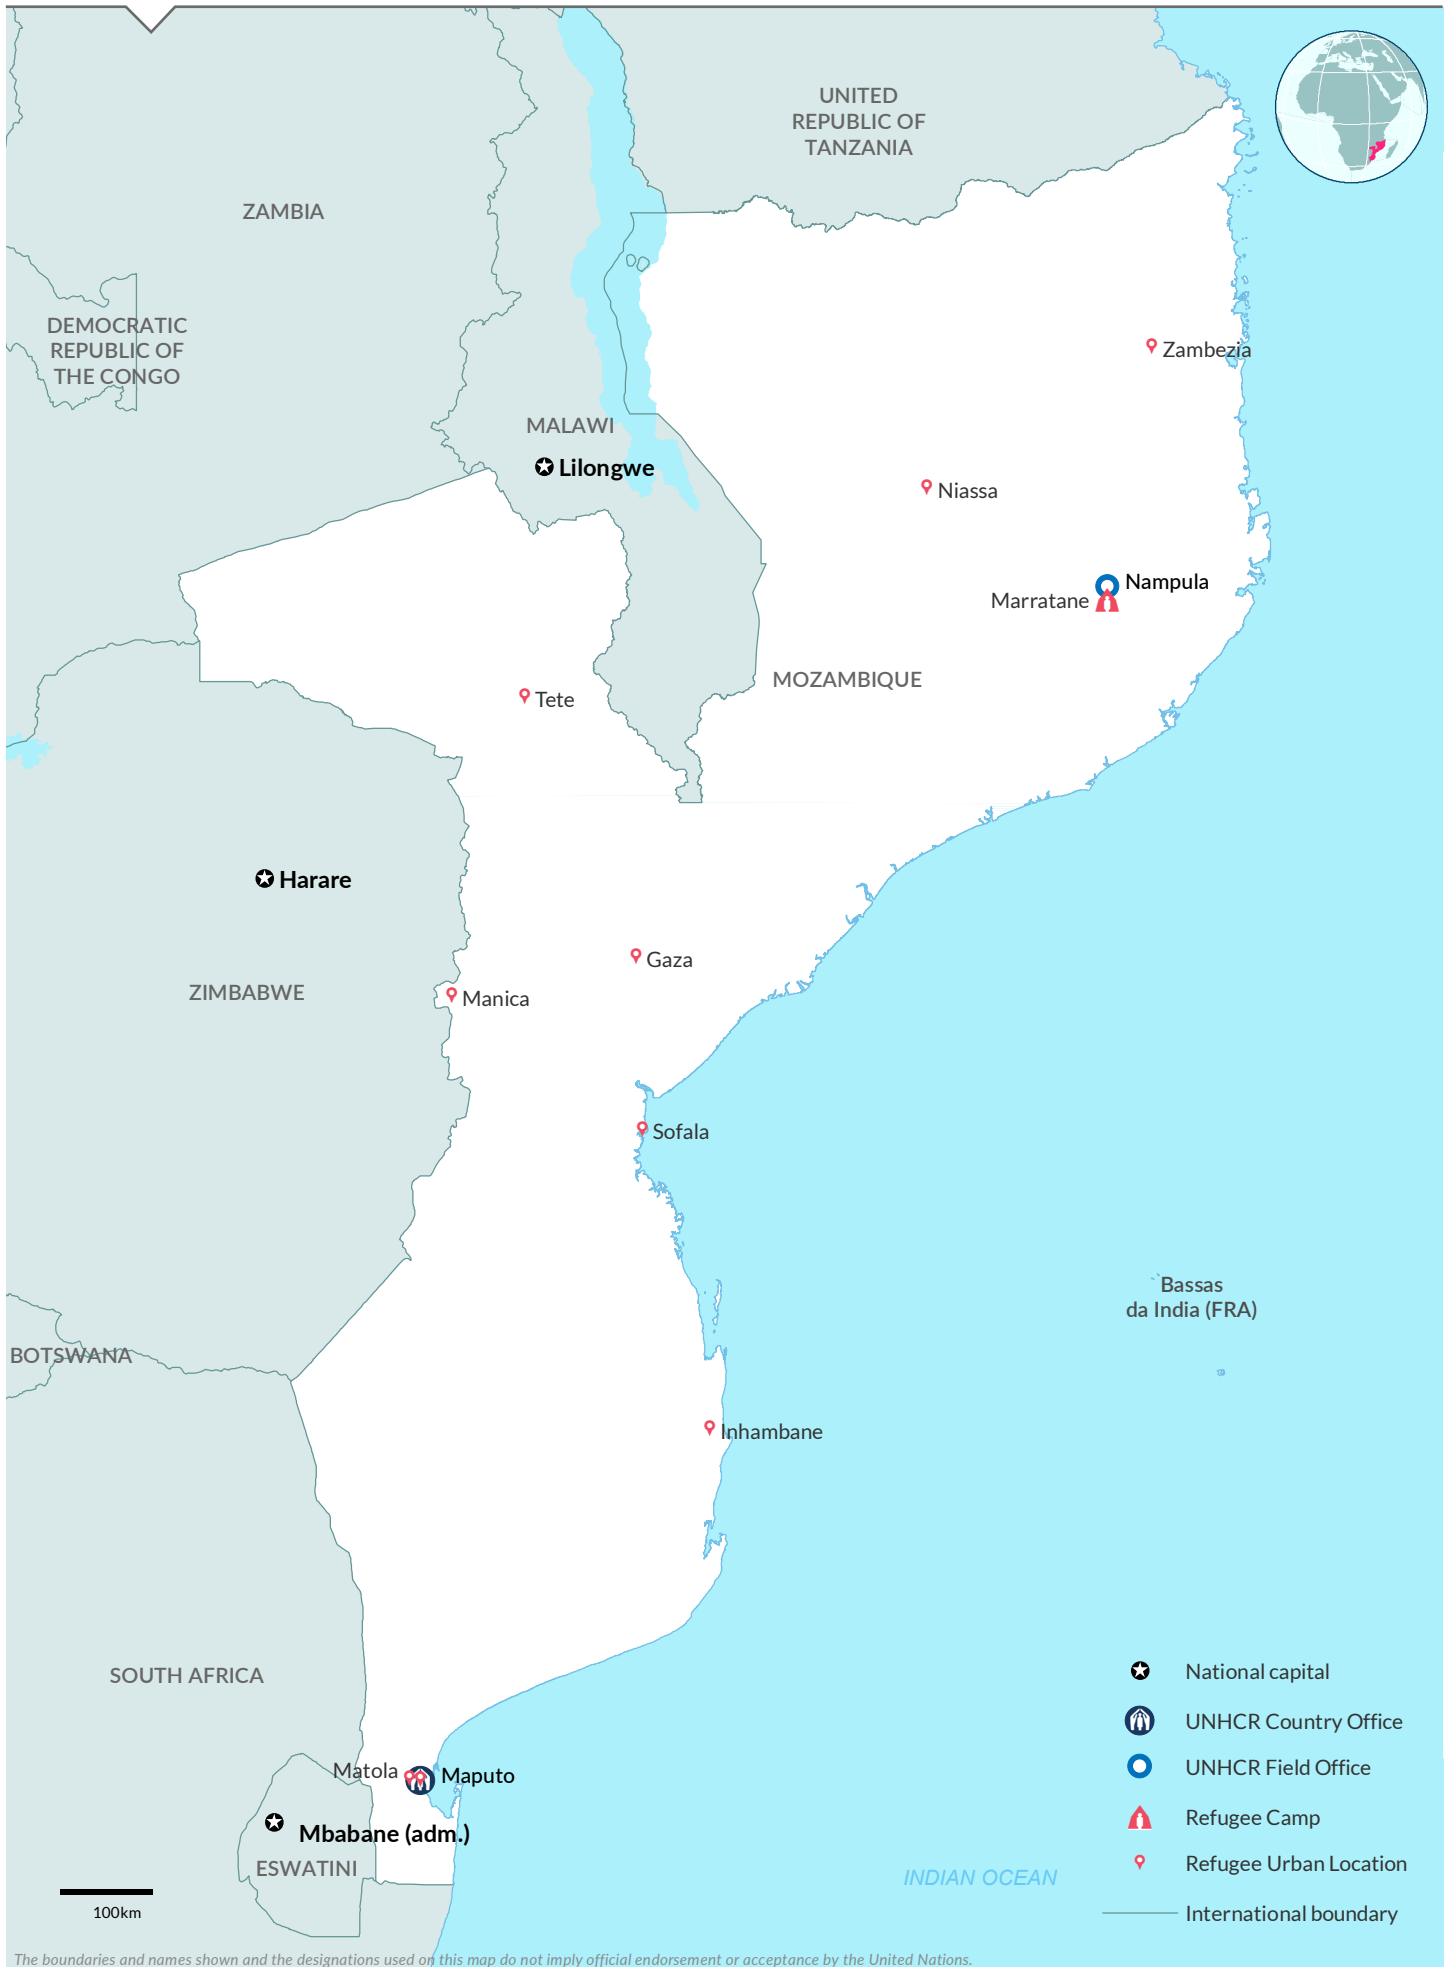 UNITED
REPUBLIC OF
TANZANIA
ZAMBIA
DEMOCRATIC
REPUBLIC OF
THE CONGO
Zambezia
MALAWI
Lilongwe
Niassa
Nampula
Marratane
MOZAMBIQUE
Tete
Harare
Gaza
ZIMBABWE
Manica
Sofala
Bassas
da India (FRA)
BOTSWANA
Inhambane
SOUTH AFRICA
Matola
Maputo
Mbabane (adm.)
ESWATINI
INDIAN OCEAN
100km
National capital
UNHCR Country Office
UNHCR Field Office
Refugee Camp
Refugee Urban Location
International boundary
The boundaries and names shown and the designations used on this map do not imply official endorsement or acceptance by the United Nations.